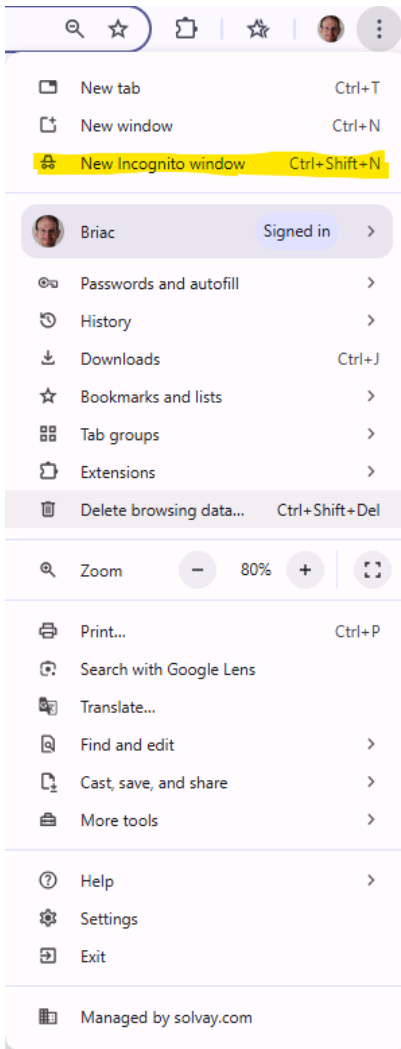 New tab Ctrl+T
New window Ctrl+N
New Incognito window Ctrl+Shift+N
Briac Signed in
Passwords and autofill
History
Downloads Ctrl+J
Bookmarks and lists
Tab groups
Extensions
Delete browsing data... Ctrl+Shift+Del
Zoom − 80% +
Print... Ctrl+P
Search with Google Lens
Translate...
Find and edit
Cast, save, and share
More tools
Help
Settings
Exit
Managed by solvay.com